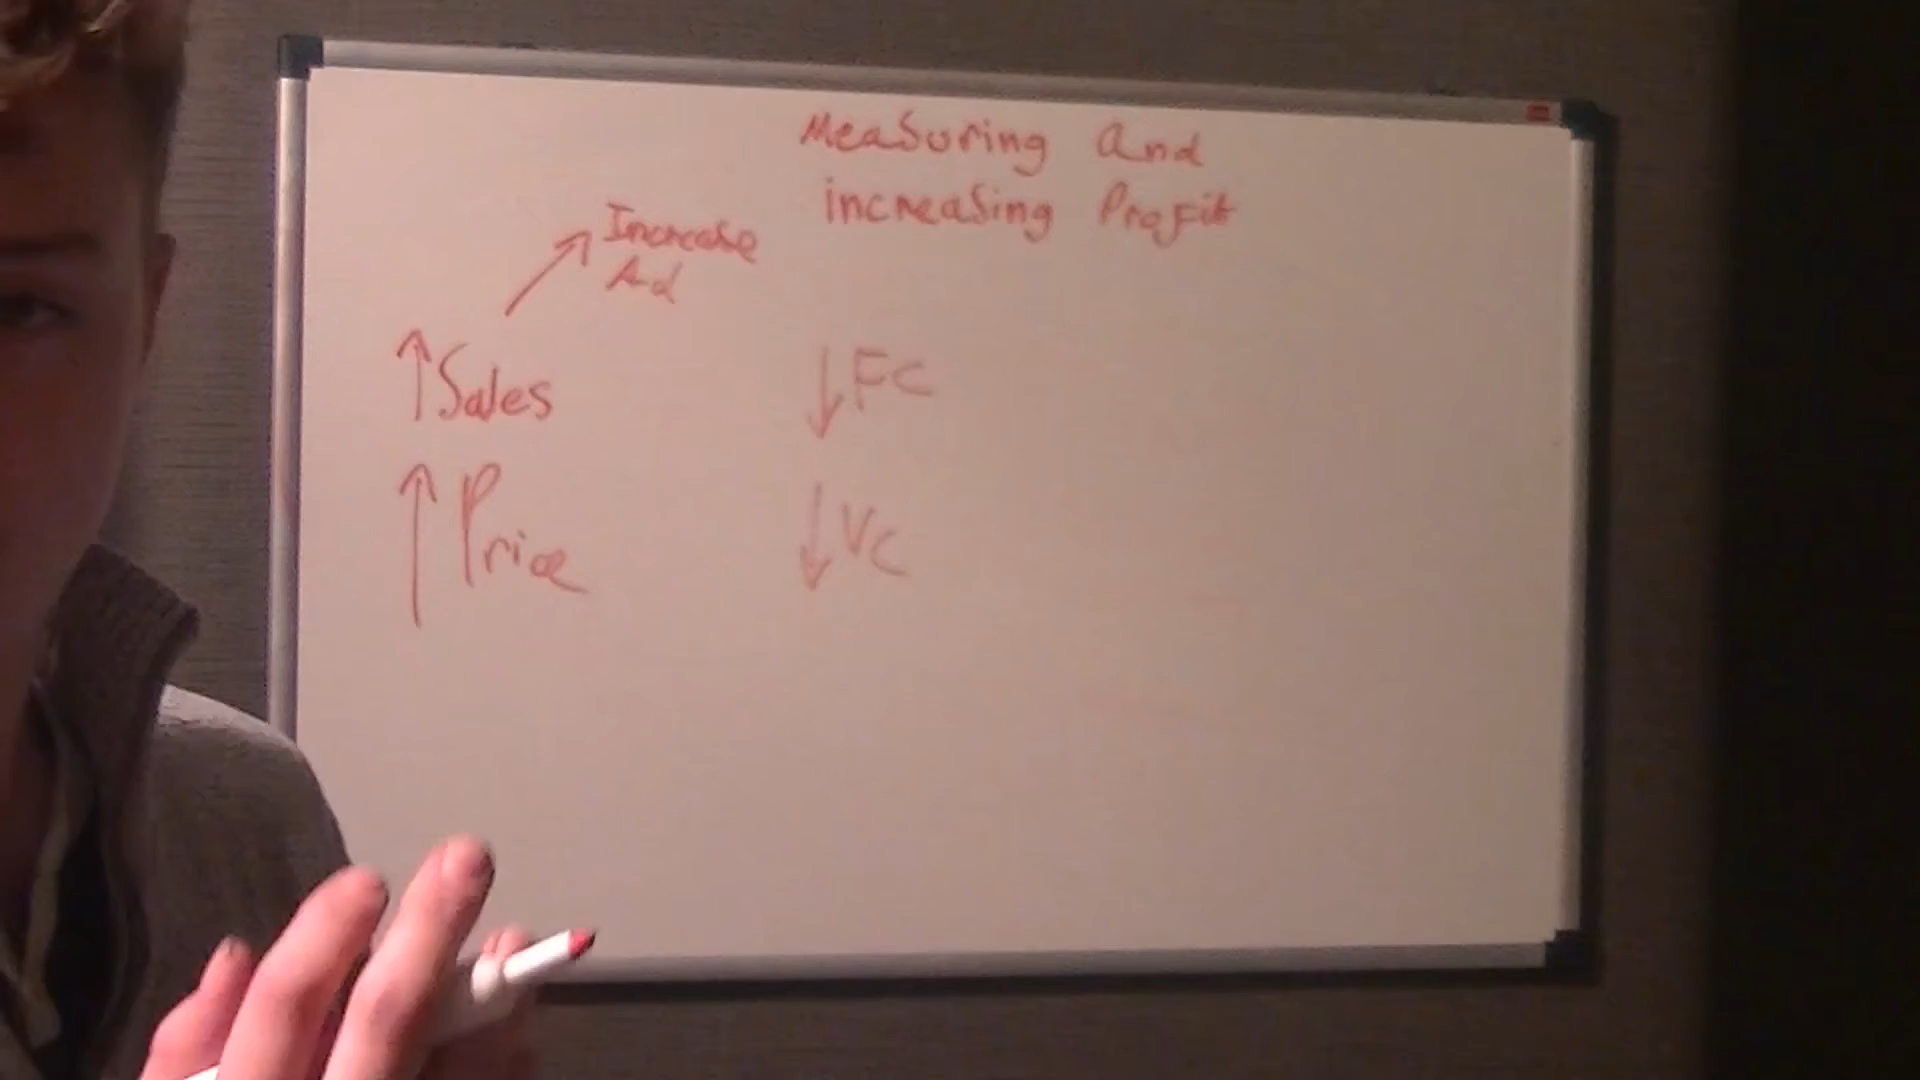 Measuring and
increasing Profit
Increase
Ad
↑ Sales
↓ FC
↑ Price
↓ VC